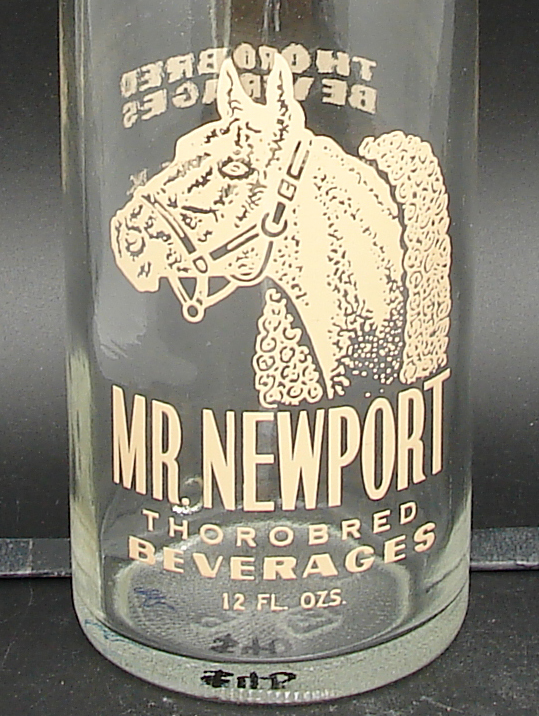 THOROBRED
BEVERAGES
MR. NEWPORT
THOROBRED
BEVERAGES
12 FL. OZS.